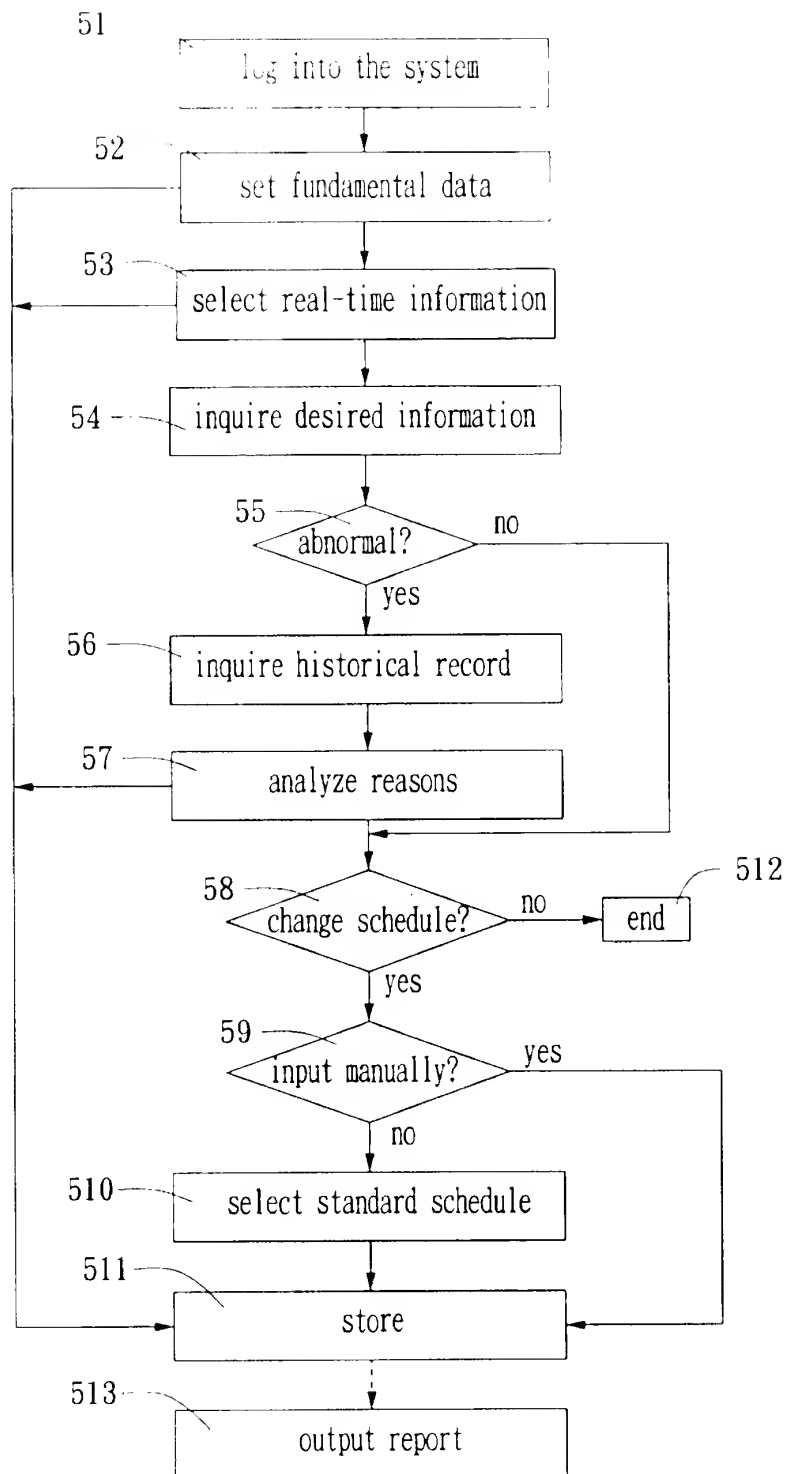 51
log into the system
52
set fundamental data
53
select real-time information
54
inquire desired information
55
abnormal?
no
yes
56
inquire historical record
57
analyze reasons
58
change schedule?
no
512
end
yes
59
input manually?
yes
no
510
select standard schedule
511
store
513
output report